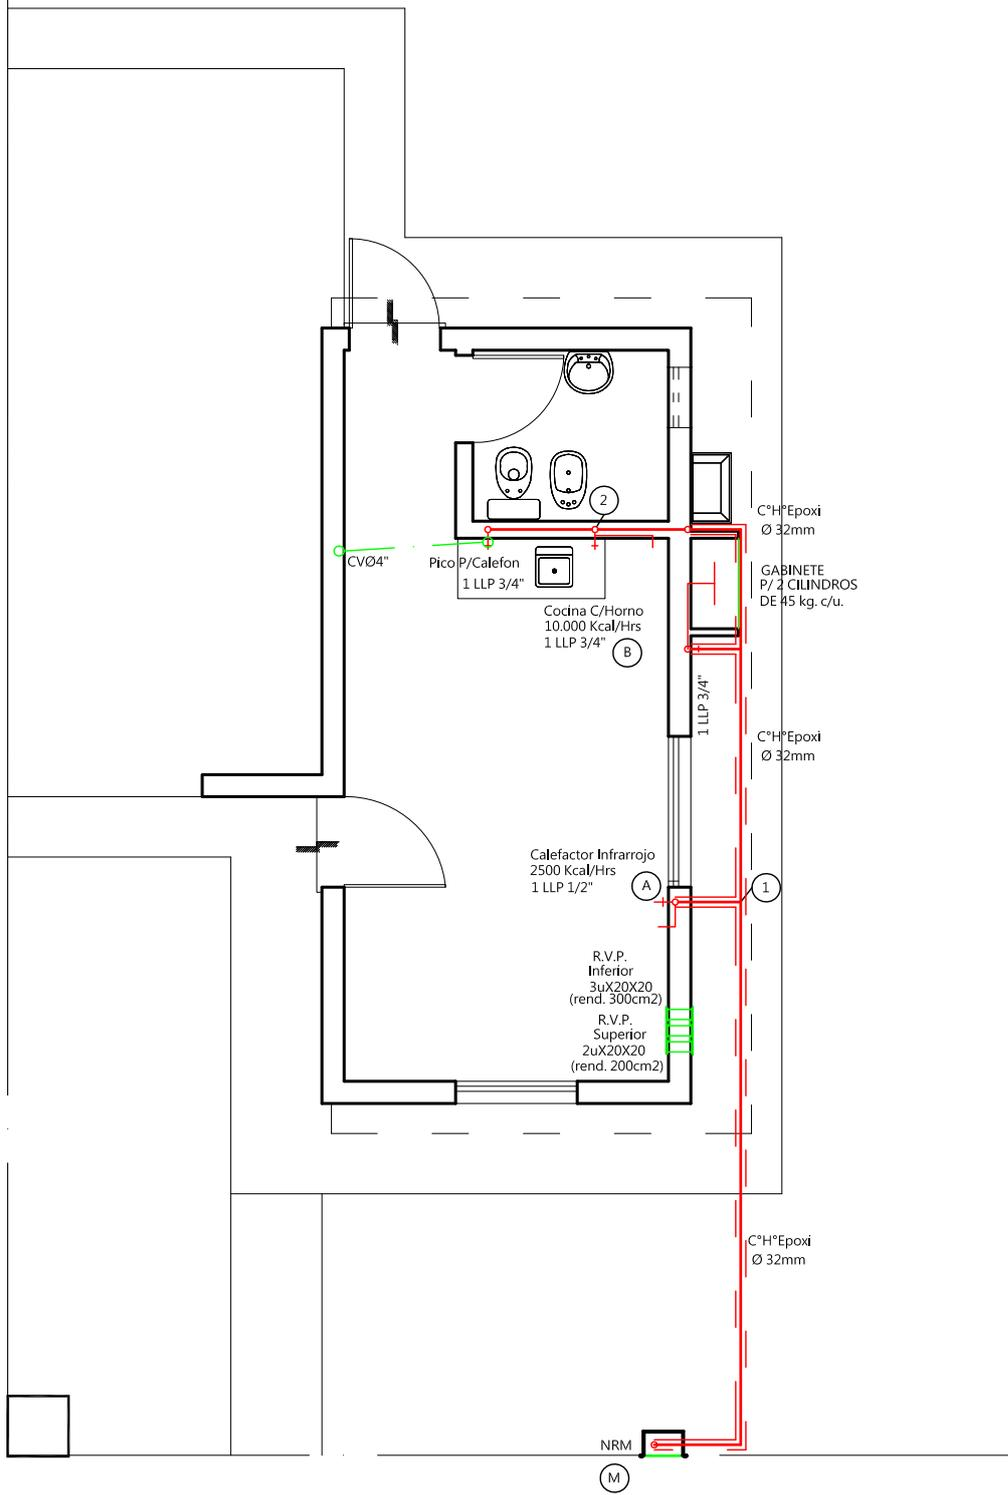 2
C°H°Epoxi
Ø 32mm
CVØ4"
Pico P/Calefon
1 LLP 3/4"
GABINETE
P/ 2 CILINDROS
DE 45 kg. c/u.
Cocina C/Horno
10.000 Kcal/Hrs
1 LLP 3/4"
B
1 LLP 3/4"
C°H°Epoxi
Ø 32mm
Calefactor Infrarrojo
2500 Kcal/Hrs
1 LLP 1/2"
A
1
R.V.P.
Inferior
3uX20X20
(rend. 300cm2)
R.V.P.
Superior
2uX20X20
(rend. 200cm2)
C°H°Epoxi
Ø 32mm
NRM
M